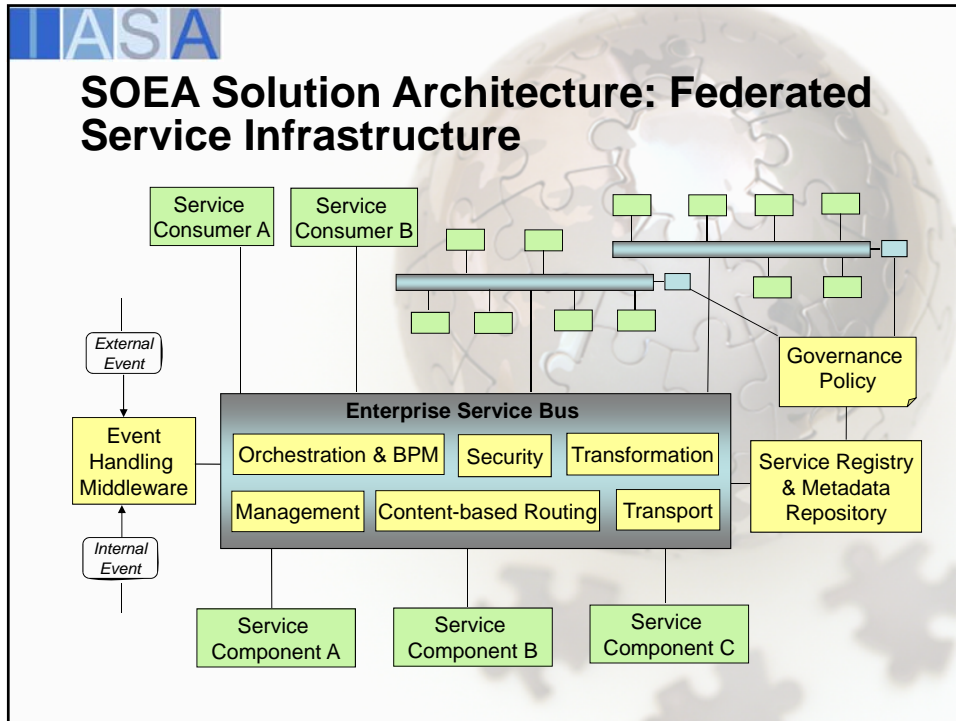 IASA
SOEA Solution Architecture: Federated
Service Infrastructure
Service
Consumer A
Service
Consumer B
External
Event
Governance
Policy
Enterprise Service Bus
Event
Handling
Middleware
Orchestration & BPM
Security
Transformation
Service Registry
& Metadata
Repository
Management
Content-based Routing
Transport
Internal
Event
Service
Component A
Service
Component B
Service
Component C